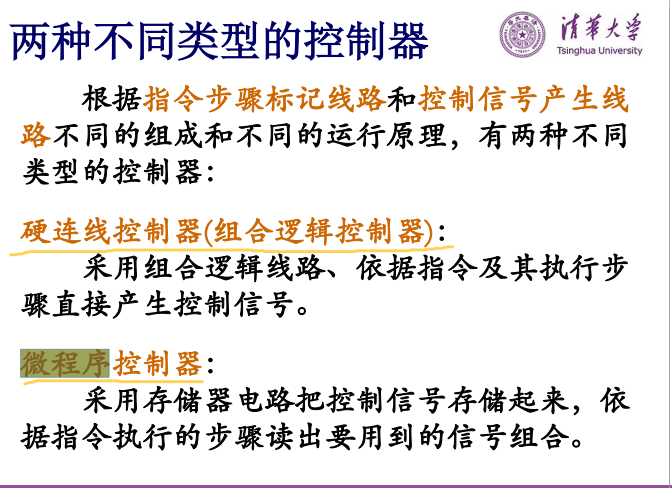 两种不同类型的控制器
清华大学
Tsinghua University
根据指令步骤标记线路和控制信号产生线
路不同的组成和不同的运行原理，有两种不同
类型的控制器：
硬连线控制器(组合逻辑控制器)：
采用组合逻辑线路、依据指令及其执行步
骤直接产生控制信号。
微程序控制器：
采用存储器电路把控制信号存储起来，依
据指令执行的步骤读出要用到的信号组合。